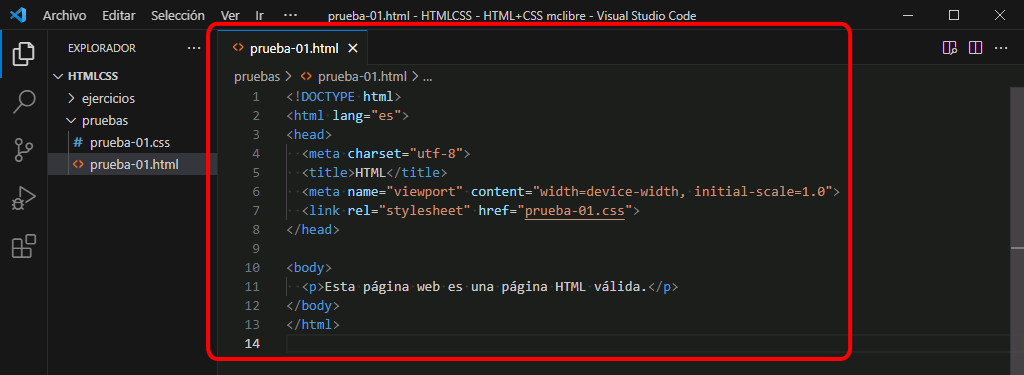 Archivo Editar Selección Ver Ir ··· prueba-01.html - HTMLCSS - HTML+CSS mclibre - Visual Studio Code
EXPLORADOR ···
HTMLCSS
ejercicios
pruebas
# prueba-01.css
<> prueba-01.html
<> prueba-01.html ×
pruebas > <> prueba-01.html > ...
1 <!DOCTYPE html>
2 <html lang="es">
3 <head>
4   <meta charset="utf-8">
5   <title>HTML</title>
6   <meta name="viewport" content="width=device-width, initial-scale=1.0">
7   <link rel="stylesheet" href="prueba-01.css">
8 </head>
9
10 <body>
11   <p>Esta página web es una página HTML válida.</p>
12 </body>
13 </html>
14